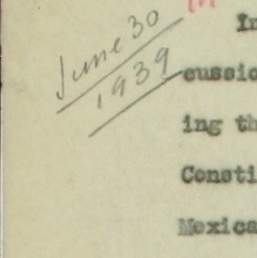 June 30
1939
In
cussio
ing th
Consti
Mexica